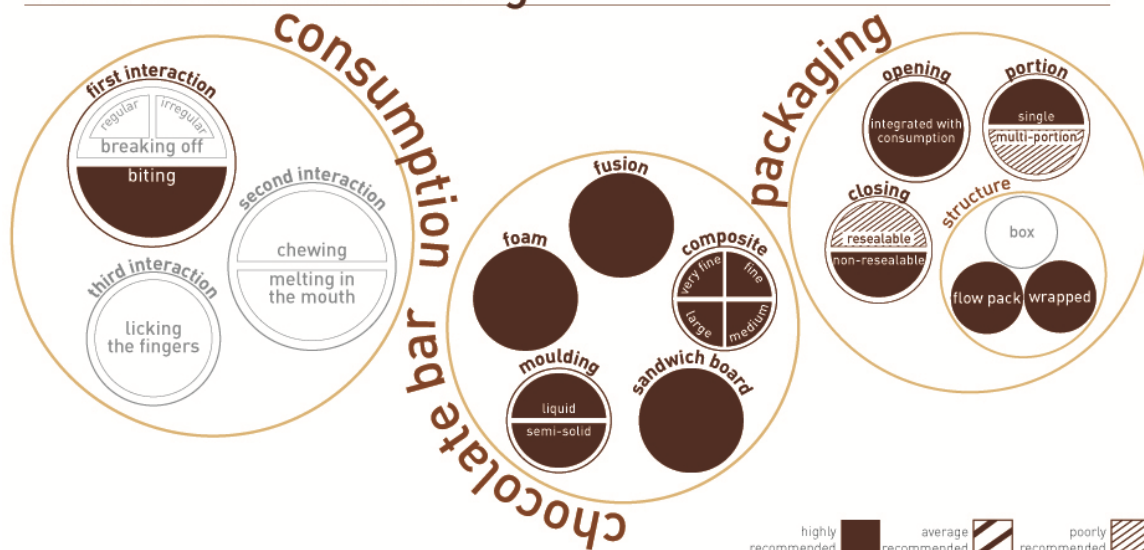 consumption
first interaction
regular
irregular
breaking off
biting
second interaction
chewing
melting in
the mouth
third interaction
licking
the fingers
chocolate bar
fusion
foam
composite
very fine
fine
large
medium
moulding
liquid
semi-solid
sandwich board
packaging
opening
integrated with
consumption
portion
single
multi-portion
closing
resealable
non-resealable
structure
box
flow pack
wrapped
highly
recommended
average
recommended
poorly
recommended